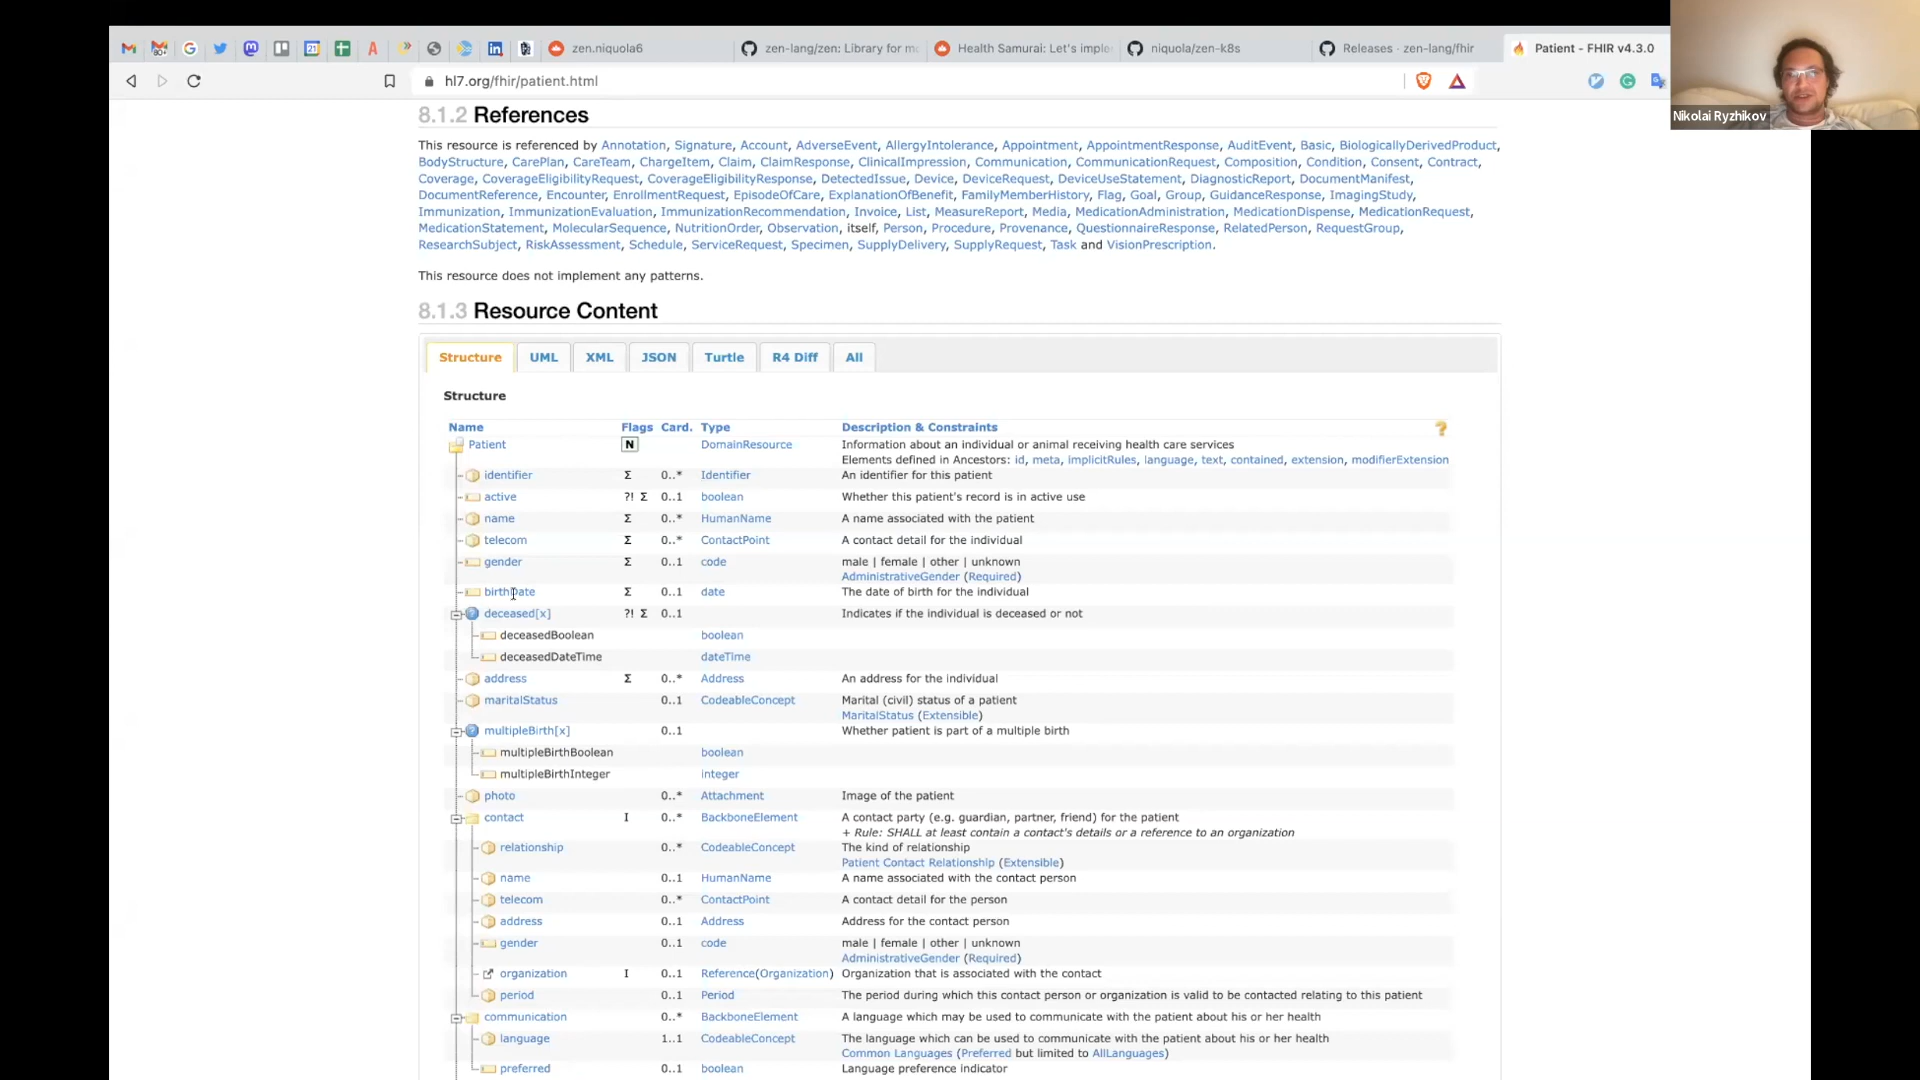 zen.niquola6
zen-lang/zen: Library for mo
Health Samurai: Let's imple
niquola/zen-k8s
Releases · zen-lang/fhir
Patient - FHIR v4.3.0
hl7.org/fhir/patient.html
Nikolai Ryzhikov
8.1.2 References
This resource is referenced by Annotation, Signature, Account, AdverseEvent, AllergyIntolerance, Appointment, AppointmentResponse, AuditEvent, Basic, BiologicallyDerivedProduct,
BodyStructure, CarePlan, CareTeam, ChargeItem, Claim, ClaimResponse, ClinicalImpression, Communication, CommunicationRequest, Composition, Condition, Consent, Contract,
Coverage, CoverageEligibilityRequest, CoverageEligibilityResponse, DetectedIssue, Device, DeviceRequest, DeviceUseStatement, DiagnosticReport, DocumentManifest,
DocumentReference, Encounter, EnrollmentRequest, EpisodeOfCare, ExplanationOfBenefit, FamilyMemberHistory, Flag, Goal, Group, GuidanceResponse, ImagingStudy,
Immunization, ImmunizationEvaluation, ImmunizationRecommendation, Invoice, List, MeasureReport, Media, MedicationAdministration, MedicationDispense, MedicationRequest,
MedicationStatement, MolecularSequence, NutritionOrder, Observation, itself, Person, Procedure, Provenance, QuestionnaireResponse, RelatedPerson, RequestGroup,
ResearchSubject, RiskAssessment, Schedule, ServiceRequest, Specimen, SupplyDelivery, SupplyRequest, Task and VisionPrescription.
This resource does not implement any patterns.
8.1.3 Resource Content
Structure UML XML JSON Turtle R4 Diff All
Structure
Name Flags Card. Type Description & Constraints ?
Patient N DomainResource Information about an individual or animal receiving health care services
Elements defined in Ancestors: id, meta, implicitRules, language, text, contained, extension, modifierExtension
identifier Σ 0..* Identifier An identifier for this patient
active ?! Σ 0..1 boolean Whether this patient's record is in active use
name Σ 0..* HumanName A name associated with the patient
telecom Σ 0..* ContactPoint A contact detail for the individual
gender Σ 0..1 code male | female | other | unknown
AdministrativeGender (Required)
birthDate Σ 0..1 date The date of birth for the individual
deceased[x] ?! Σ 0..1 Indicates if the individual is deceased or not
deceasedBoolean boolean
deceasedDateTime dateTime
address Σ 0..* Address An address for the individual
maritalStatus 0..1 CodeableConcept Marital (civil) status of a patient
MaritalStatus (Extensible)
multipleBirth[x] 0..1 Whether patient is part of a multiple birth
multipleBirthBoolean boolean
multipleBirthInteger integer
photo 0..* Attachment Image of the patient
contact I 0..* BackboneElement A contact party (e.g. guardian, partner, friend) for the patient
+ Rule: SHALL at least contain a contact's details or a reference to an organization
relationship 0..* CodeableConcept The kind of relationship
Patient Contact Relationship (Extensible)
name 0..1 HumanName A name associated with the contact person
telecom 0..* ContactPoint A contact detail for the person
address 0..1 Address Address for the contact person
gender 0..1 code male | female | other | unknown
AdministrativeGender (Required)
organization I 0..1 Reference(Organization) Organization that is associated with the contact
period 0..1 Period The period during which this contact person or organization is valid to be contacted relating to this patient
communication 0..* BackboneElement A language which may be used to communicate with the patient about his or her health
language 1..1 CodeableConcept The language which can be used to communicate with the patient about his or her health
Common Languages (Preferred but limited to AllLanguages)
preferred 0..1 boolean Language preference indicator